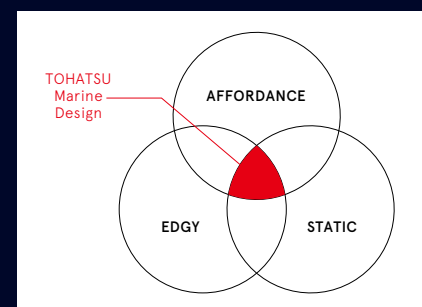 TOHATSU
Marine
Design
AFFORDANCE
EDGY
STATIC